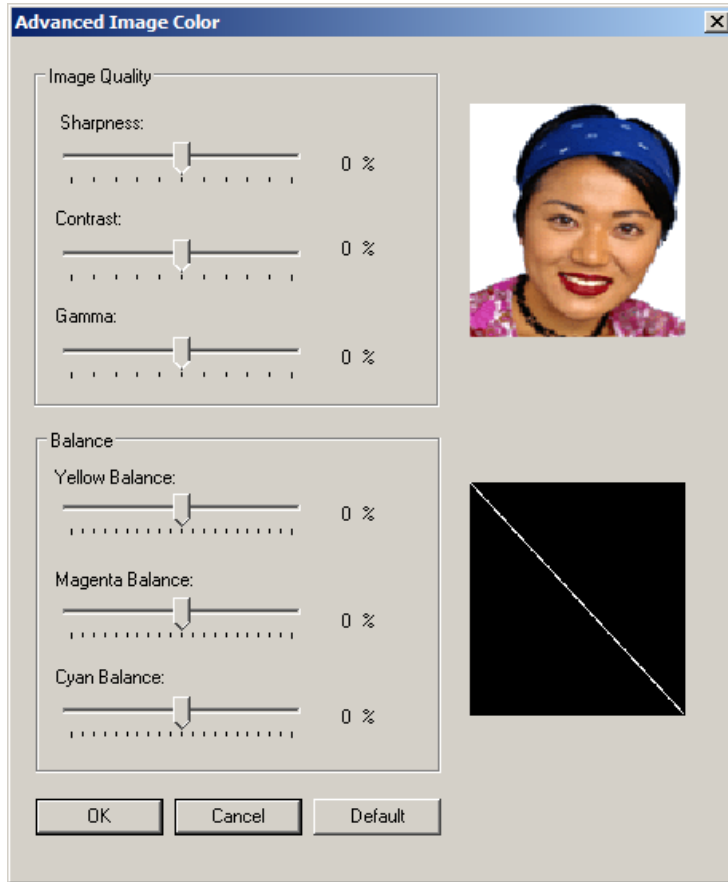 Advanced Image Color
Image Quality
Sharpness:
0 %
Contrast:
0 %
Gamma:
0 %
Balance
Yellow Balance:
0 %
Magenta Balance:
0 %
Cyan Balance:
0 %
OK Cancel Default